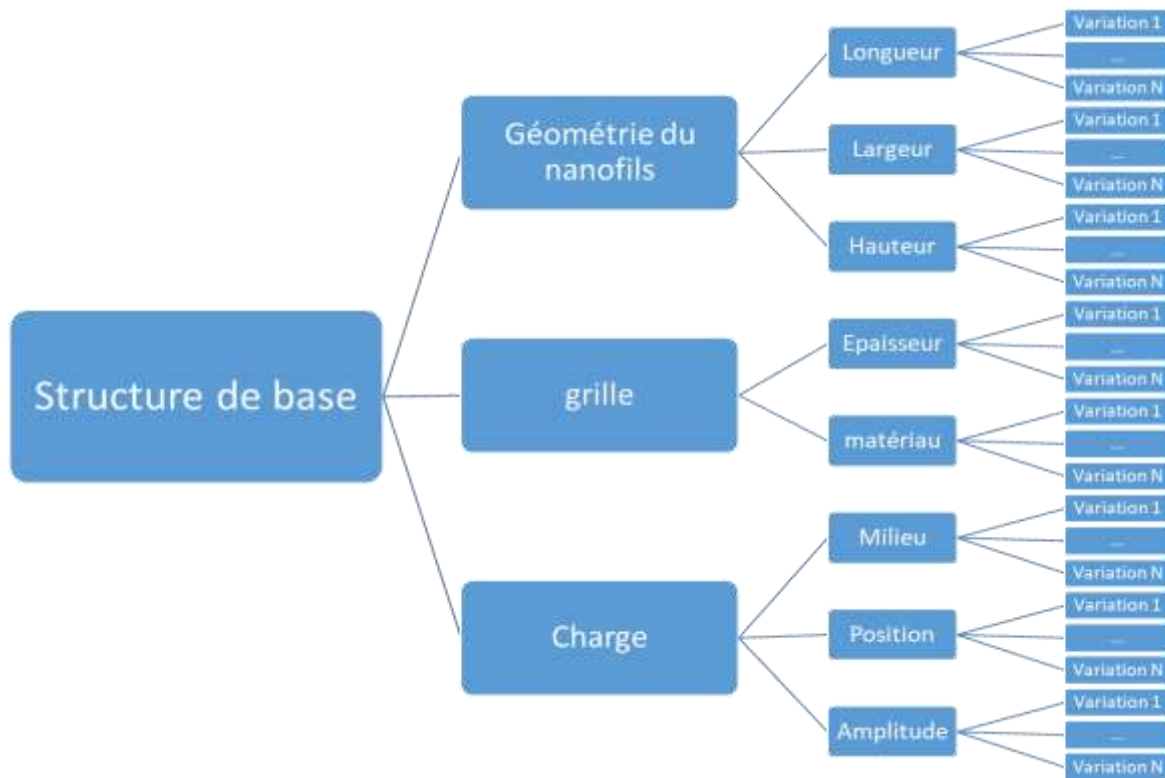 Structure de base
Géométrie du
nanofils
Longueur
Variation 1
...
Variation N
Largeur
Variation 1
...
Variation N
Hauteur
Variation 1
...
Variation N
grille
Epaisseur
Variation 1
...
Variation N
matériau
Variation 1
...
Variation N
Charge
Milieu
Variation 1
...
Variation N
Position
Variation 1
...
Variation N
Amplitude
Variation 1
...
Variation N